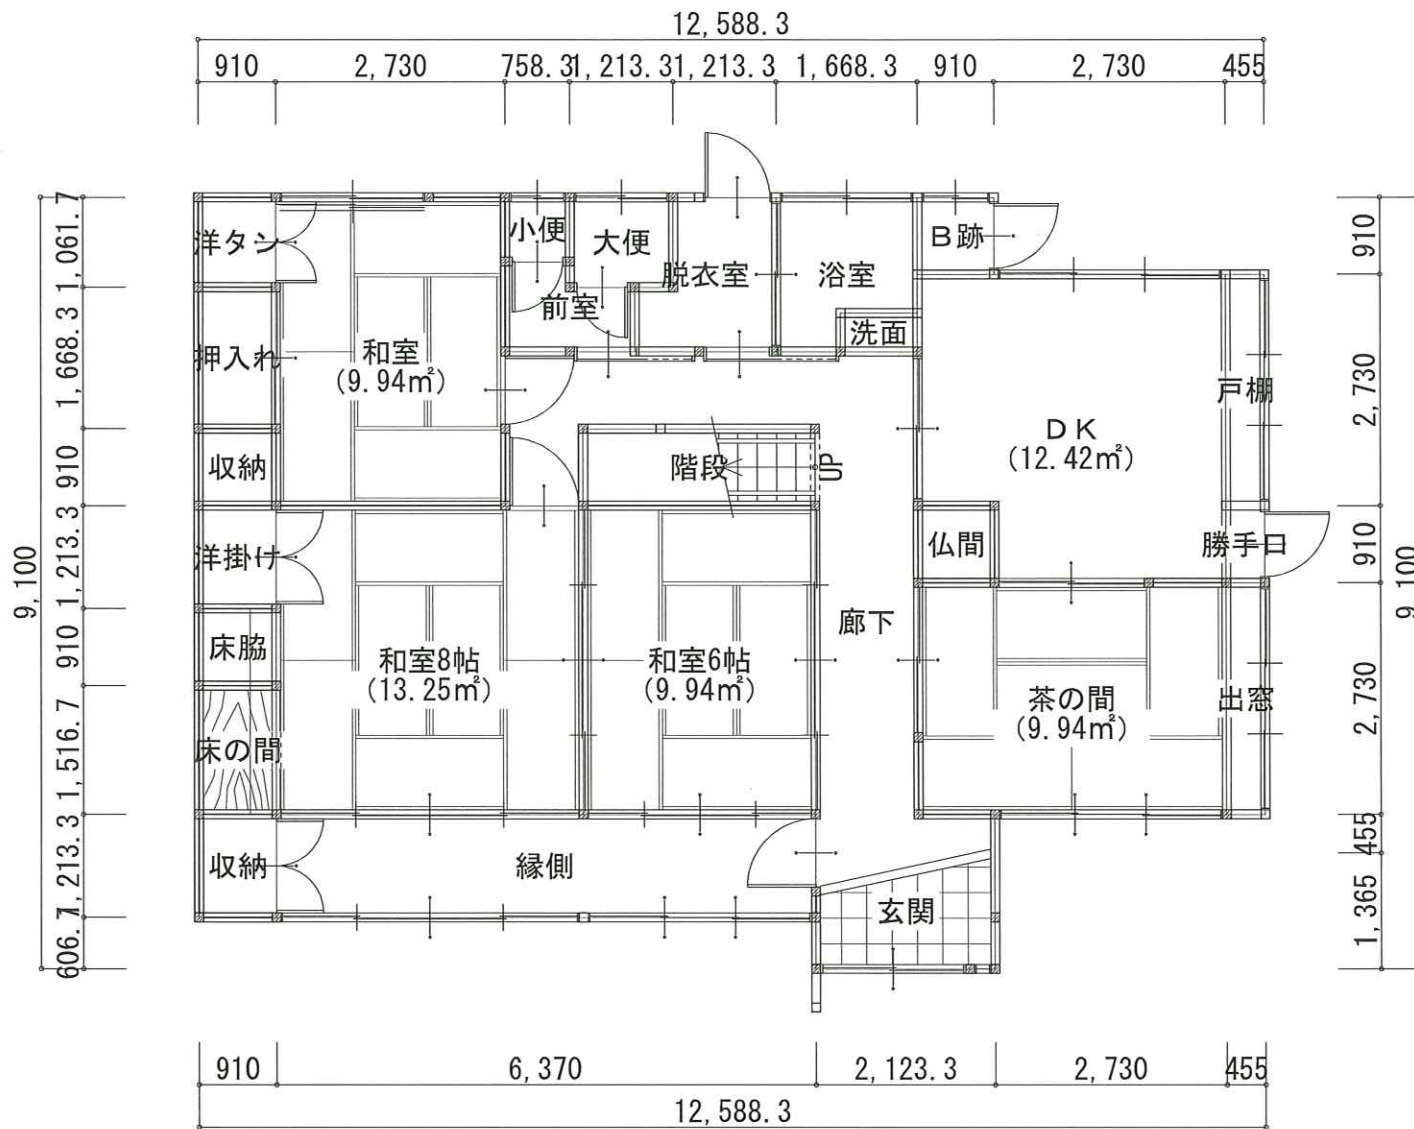 12,588.3
910 2,730 758.3 1,213.3 1,213.3 1,668.3 910 2,730 455
9,100
1,061.7
1,668.3
910
1,213.3
910
1,516.7
1,213.3
606.7
洋タン
小便
大便
脱衣室
浴室
B跡
前室
洗面
押入れ
和室
(9.94㎡)
戸棚
DK
(12.42㎡)
収納
階段
UP
洋掛け
仏間
勝手口
床脇
廊下
和室8帖
(13.25㎡)
和室6帖
(9.94㎡)
茶の間
(9.94㎡)
出窓
床の間
収納
縁側
玄関
910
2,730
910
2,730
455
1,365
9,100
910 6,370 2,123.3 2,730 455
12,588.3